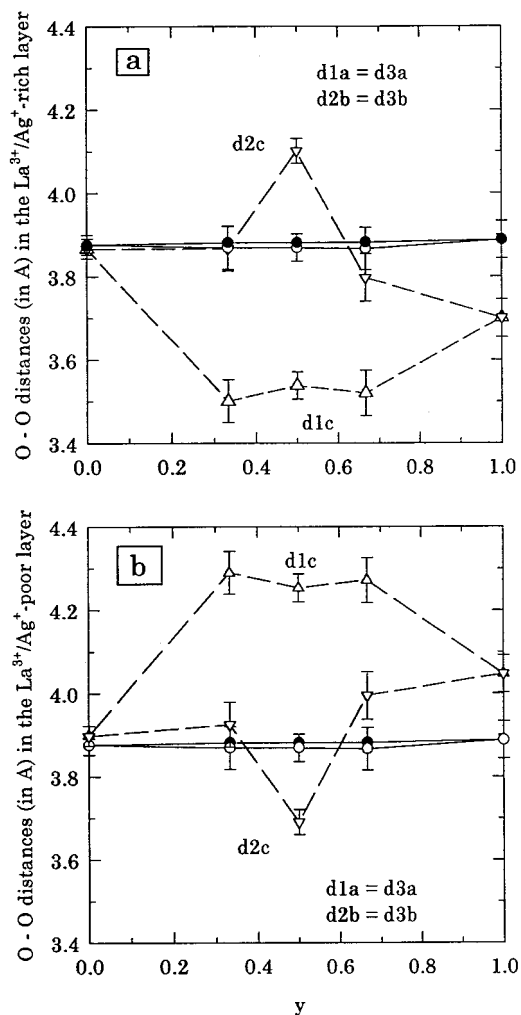 a
d1a = d3a
d2b = d3b
d2c
d1c
O - O distances (in A) in the La³⁺/Ag⁺-rich layer
4.4
4.2
4.0
3.8
3.6
3.4
0.0 0.2 0.4 0.6 0.8 1.0
b
d1c
d2c
d1a = d3a
d2b = d3b
O - O distances (in A) in the La³⁺/Ag⁺-poor layer
4.4
4.2
4.0
3.8
3.6
3.4
0.0 0.2 0.4 0.6 0.8 1.0
y